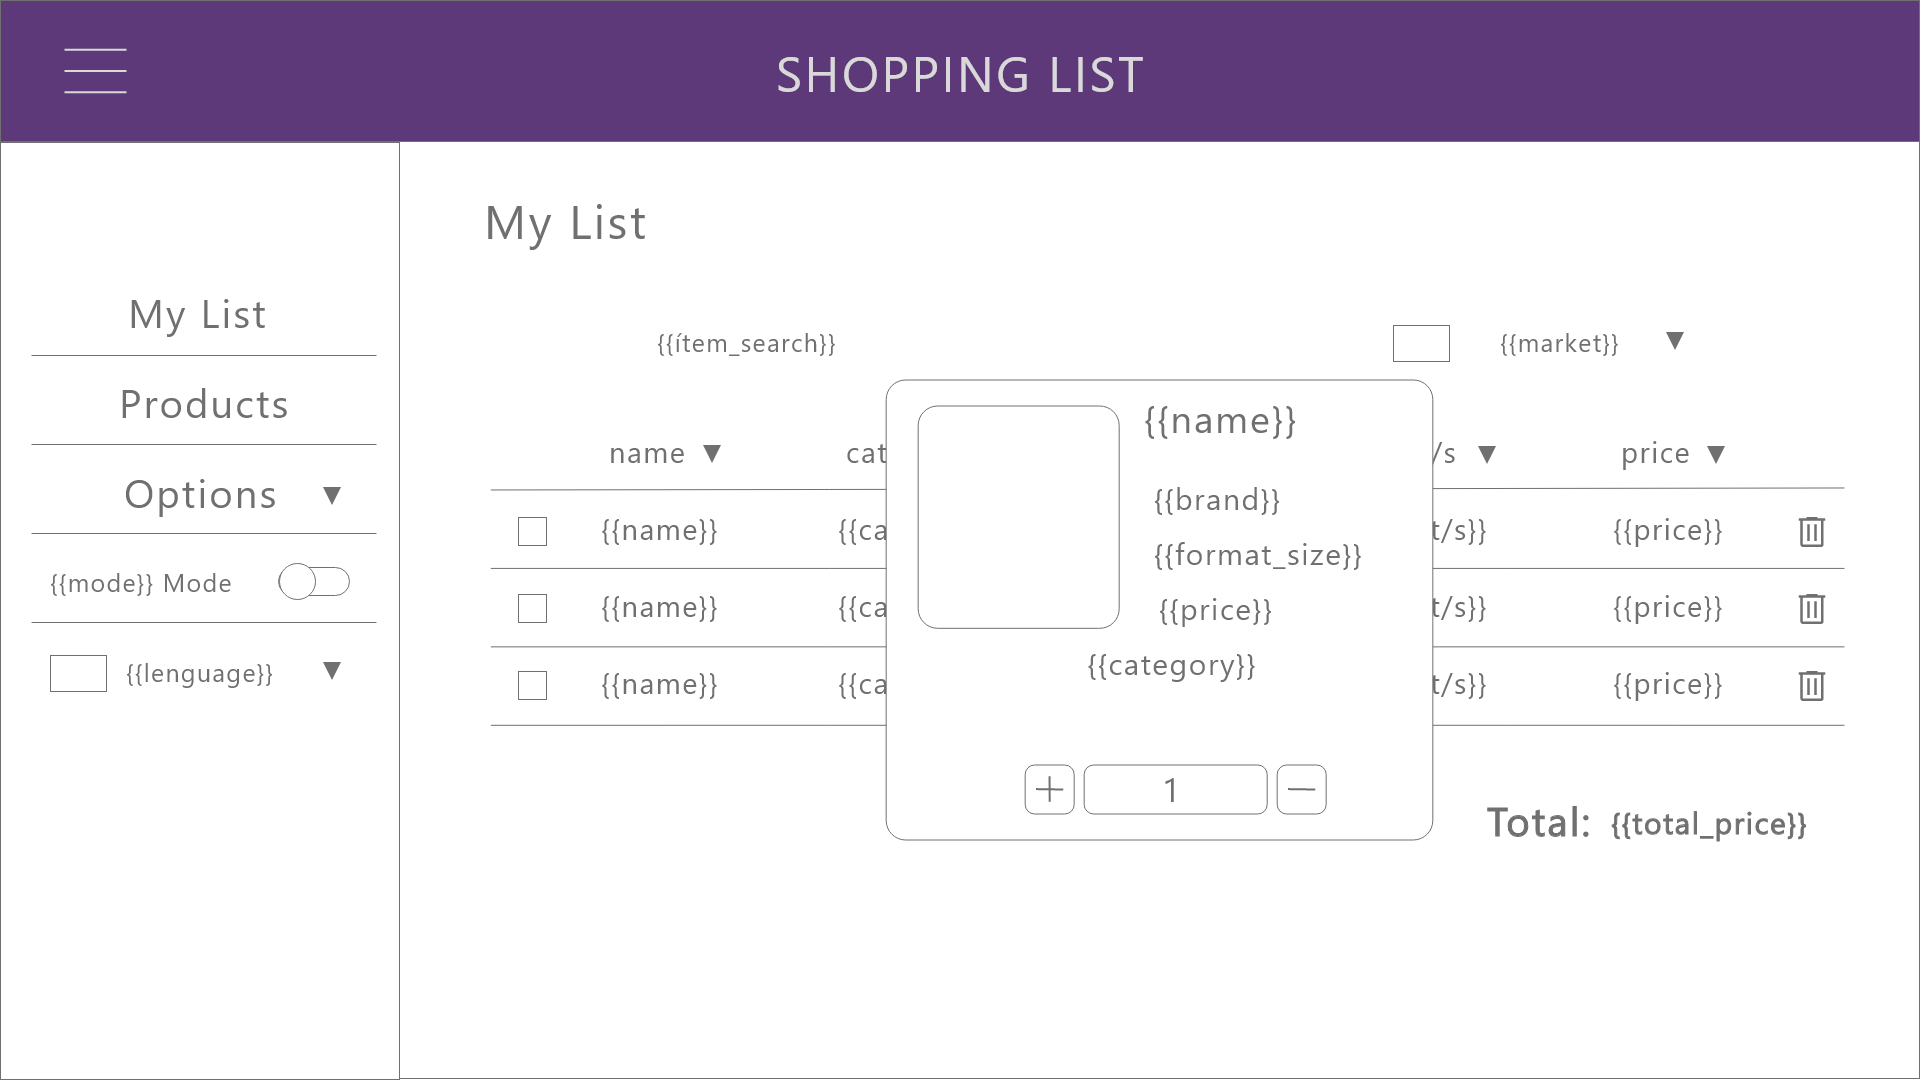 SHOPPING LIST
My List
Products
Options ▼
{{mode}} Mode
{{lenguage}} ▼
My List
{{ítem_search}}
{{market}} ▼
name ▼ cat /s ▼ price ▼
{{name}} {{ca t/s}} {{price}}
{{name}} {{ca t/s}} {{price}}
{{name}} {{ca t/s}} {{price}}
{{name}}
{{brand}}
{{format_size}}
{{price}}
{{category}}
1
Total: {{total_price}}